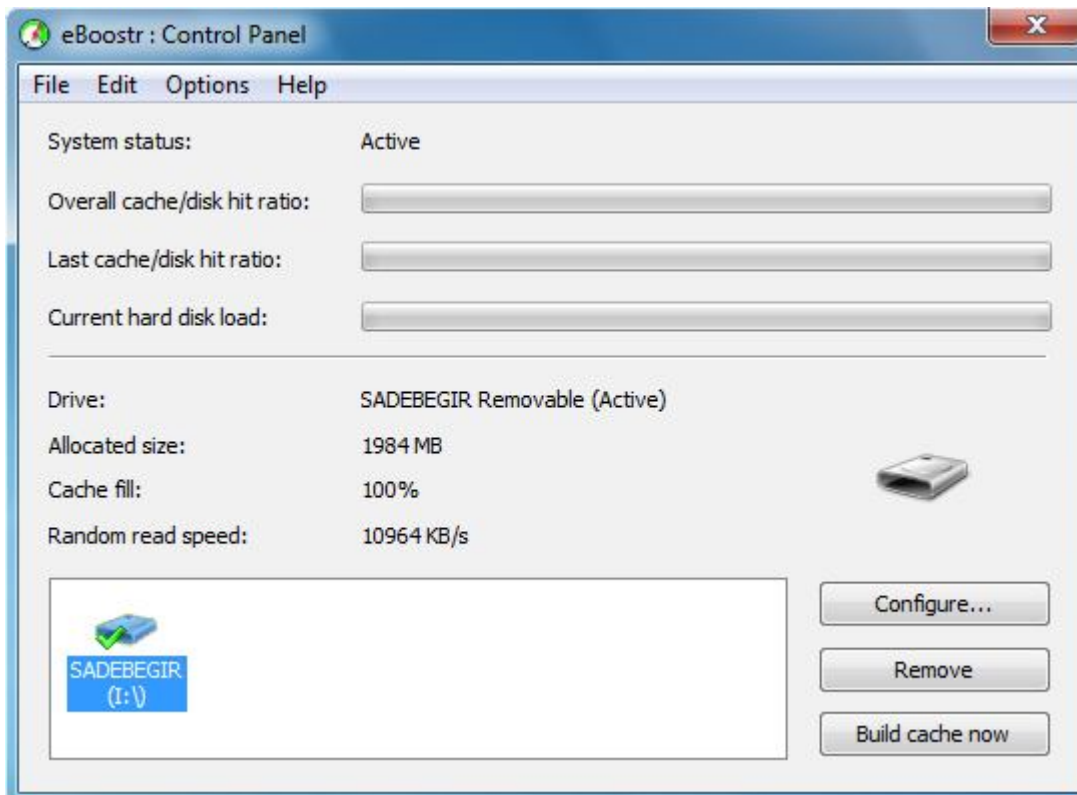 eBoostr : Control Panel
File Edit Options Help
System status: Active
Overall cache/disk hit ratio:
Last cache/disk hit ratio:
Current hard disk load:
Drive: SADEBEGIR Removable (Active)
Allocated size: 1984 MB
Cache fill: 100%
Random read speed: 10964 KB/s
SADEBEGIR
(I:\)
Configure...
Remove
Build cache now